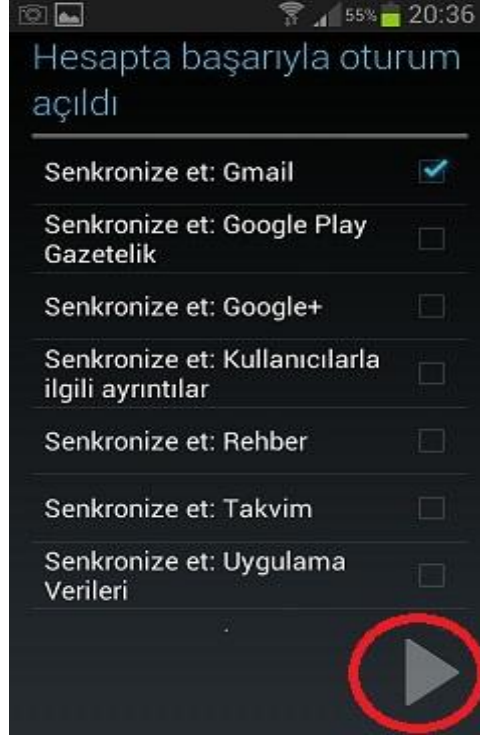 55% 20:36
Hesapta başarıyla oturum
açıldı
Senkronize et: Gmail
Senkronize et: Google Play
Gazetelik
Senkronize et: Google+
Senkronize et: Kullanıcılarla
ilgili ayrıntılar
Senkronize et: Rehber
Senkronize et: Takvim
Senkronize et: Uygulama
Verileri